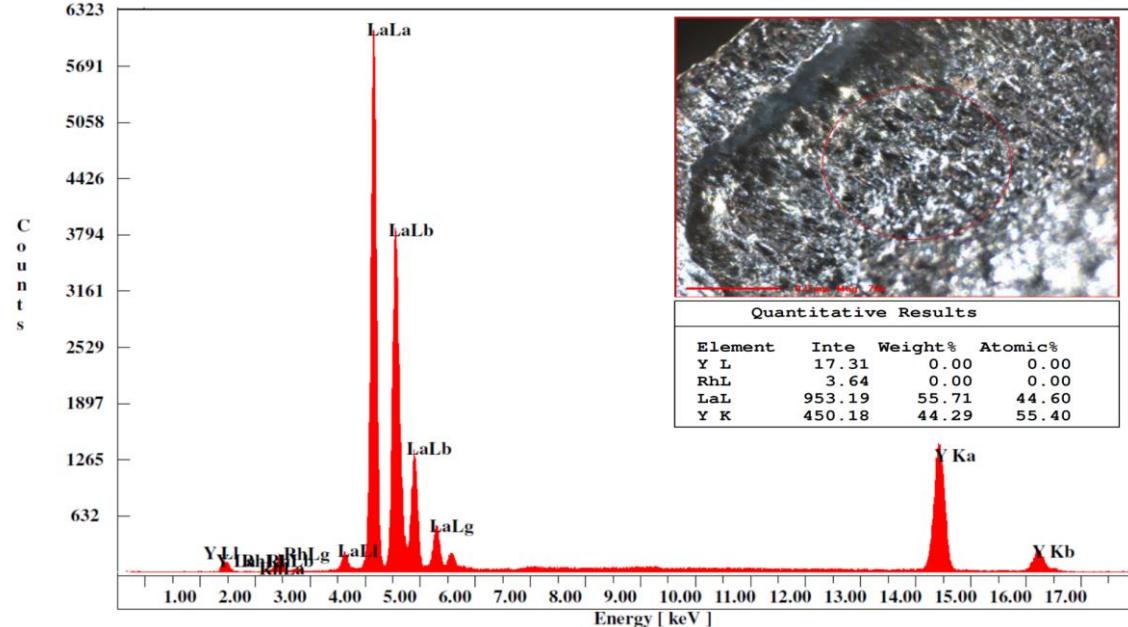 6323
5691
5058
4426
3794
3161
2529
1897
1265
632
Counts
LaLa
LaLb
LaLb
LaLg
LaLl
Y Ll
RhLg
Y Ka
Y Kb
1.00 2.00 3.00 4.00 5.00 6.00 7.00 8.00 9.00 10.00 11.00 12.00 13.00 14.00 15.00 16.00 17.00
Energy [ keV ]
Quantitative Results
Element Inte Weight% Atomic%
Y L 17.31 0.00 0.00
RhL 3.64 0.00 0.00
LaL 953.19 55.71 44.60
Y K 450.18 44.29 55.40